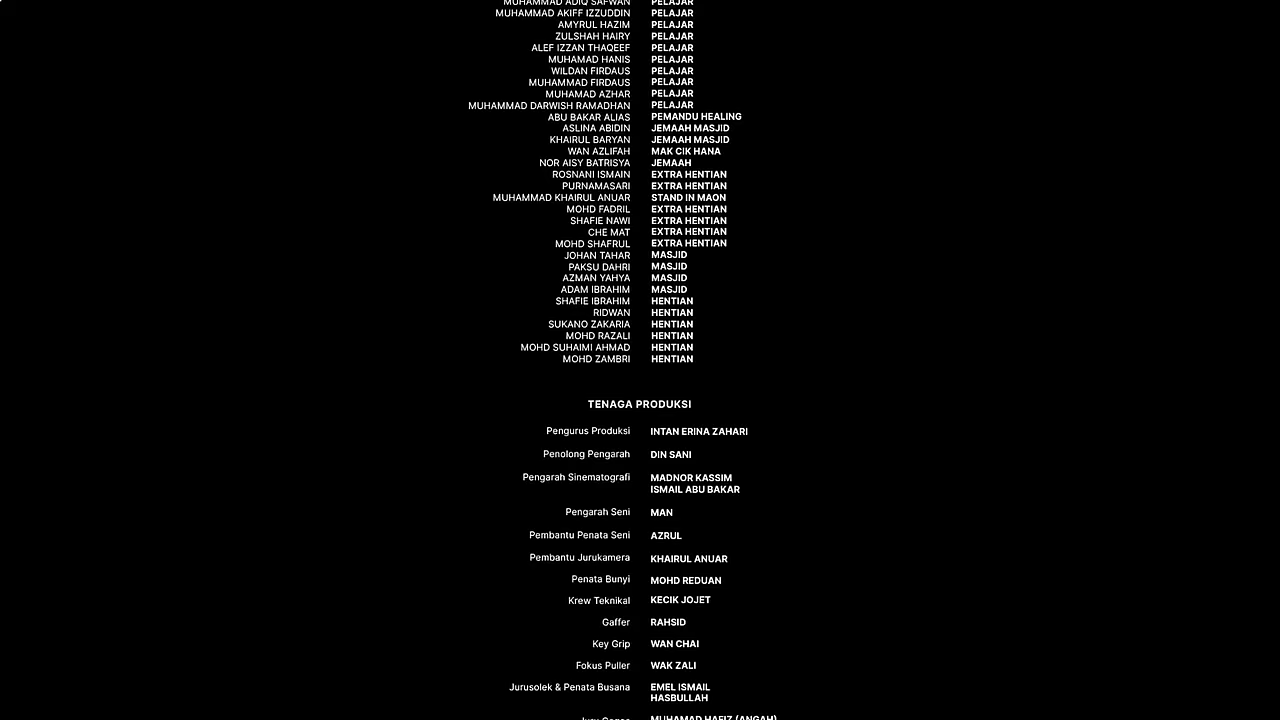 MUHAMMAD ADIQ SAFWAN PELAJAR
MUHAMMAD AKIFF IZZUDDIN PELAJAR
AMYRUL HAZIM PELAJAR
ZULSHAH HAIRY PELAJAR
ALEF IZZAN THAQEEF PELAJAR
MUHAMAD HANIS PELAJAR
WILDAN FIRDAUS PELAJAR
MUHAMMAD FIRDAUS PELAJAR
MUHAMAD AZHAR PELAJAR
MUHAMMAD DARWISH RAMADHAN PELAJAR
ABU BAKAR ALIAS PEMANDU HEALING
ASLINA ABIDIN JEMAAH MASJID
KHAIRUL BARYAN JEMAAH MASJID
WAN AZLIFAH MAK CIK HANA
NOR AISY BATRISYA JEMAAH
ROSNANI ISMAIN EXTRA HENTIAN
PURNAMASARI EXTRA HENTIAN
MUHAMMAD KHAIRUL ANUAR STAND IN MAON
MOHD FADRIL EXTRA HENTIAN
SHAFIE NAWI EXTRA HENTIAN
CHE MAT EXTRA HENTIAN
MOHD SHAFRUL EXTRA HENTIAN
JOHAN TAHAR MASJID
PAKSU DAHRI MASJID
AZMAN YAHYA MASJID
ADAM IBRAHIM MASJID
SHAFIE IBRAHIM HENTIAN
RIDWAN HENTIAN
SUKANO ZAKARIA HENTIAN
MOHD RAZALI HENTIAN
MOHD SUHAIMI AHMAD HENTIAN
MOHD ZAMBRI HENTIAN
TENAGA PRODUKSI
Pengurus Produksi INTAN ERINA ZAHARI
Penolong Pengarah DIN SANI
Pengarah Sinematografi MADNOR KASSIM
ISMAIL ABU BAKAR
Pengarah Seni MAN
Pembantu Penata Seni AZRUL
Pembantu Jurukamera KHAIRUL ANUAR
Penata Bunyi MOHD REDUAN
Krew Teknikal KECIK JOJET
Gaffer RAHSID
Key Grip WAN CHAI
Fokus Puller WAK ZALI
Jurusolek & Penata Busana EMEL ISMAIL
HASBULLAH
MUHAMAD HAFIZ (ANGAH)